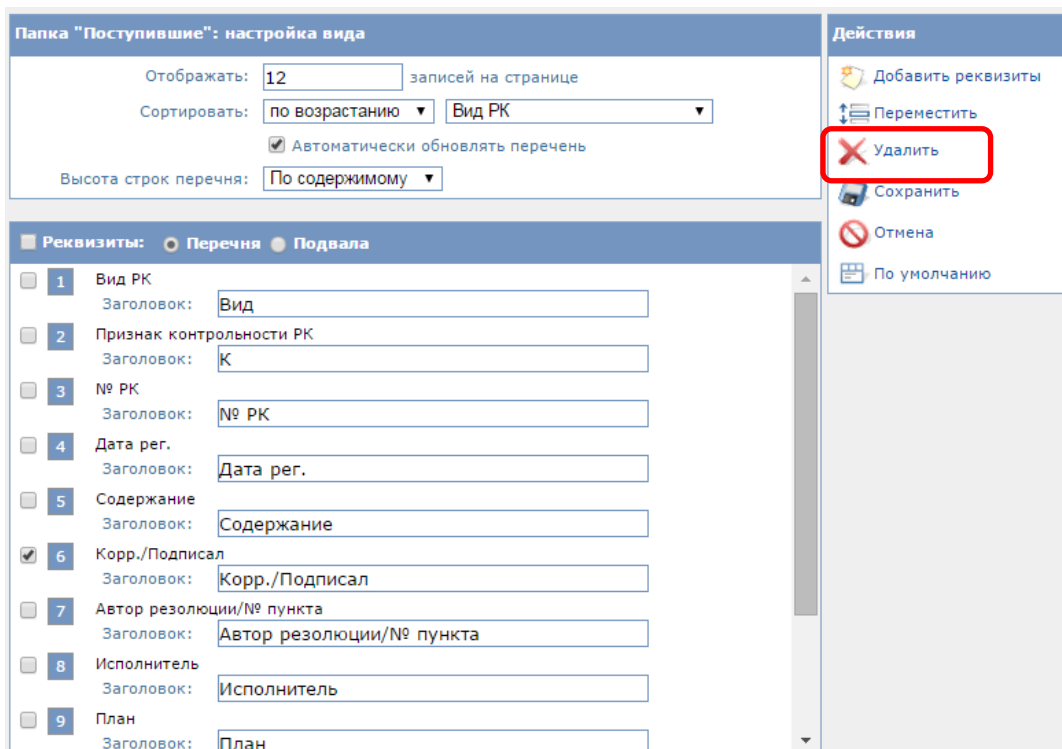 Папка "Поступившие": настройка вида
Отображать: 12 записей на странице
Сортировать: по возрастанию Вид РК
Автоматически обновлять перечень
Высота строк перечня: По содержимому
Реквизиты: Перечня Подвала
1 Вид РК
Заголовок: Вид
2 Признак контрольности РК
Заголовок: К
3 № РК
Заголовок: № РК
4 Дата рег.
Заголовок: Дата рег.
5 Содержание
Заголовок: Содержание
6 Корр./Подписал
Заголовок: Корр./Подписал
7 Автор резолюции/№ пункта
Заголовок: Автор резолюции/№ пункта
8 Исполнитель
Заголовок: Исполнитель
9 План
Заголовок: План
Действия
Добавить реквизиты
Переместить
Удалить
Сохранить
Отмена
По умолчанию